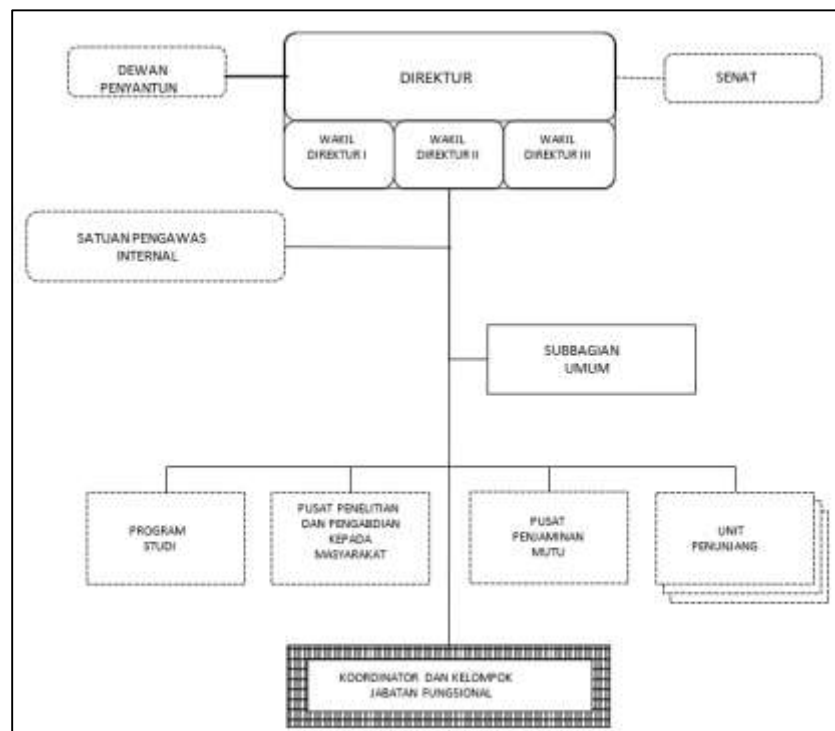 DEWAN
PENYANTUN
DIREKTUR
SENAT
WAKIL
DIREKTUR I
WAKIL
DIREKTUR II
WAKIL
DIREKTUR III
SATUAN PENGAWAS
INTERNAL
SUBBAGIAN
UMUM
PROGRAM
STUDI
PUSAT PENELITIAN
DAN PENGABDIAN
KEPADA
MASYARAKAT
PUSAT
PENJAMINAN
MUTU
UNIT
PENUNJANG
KOORDINATOR DAN KELOMPOK
JABATAN FUNGSIONAL